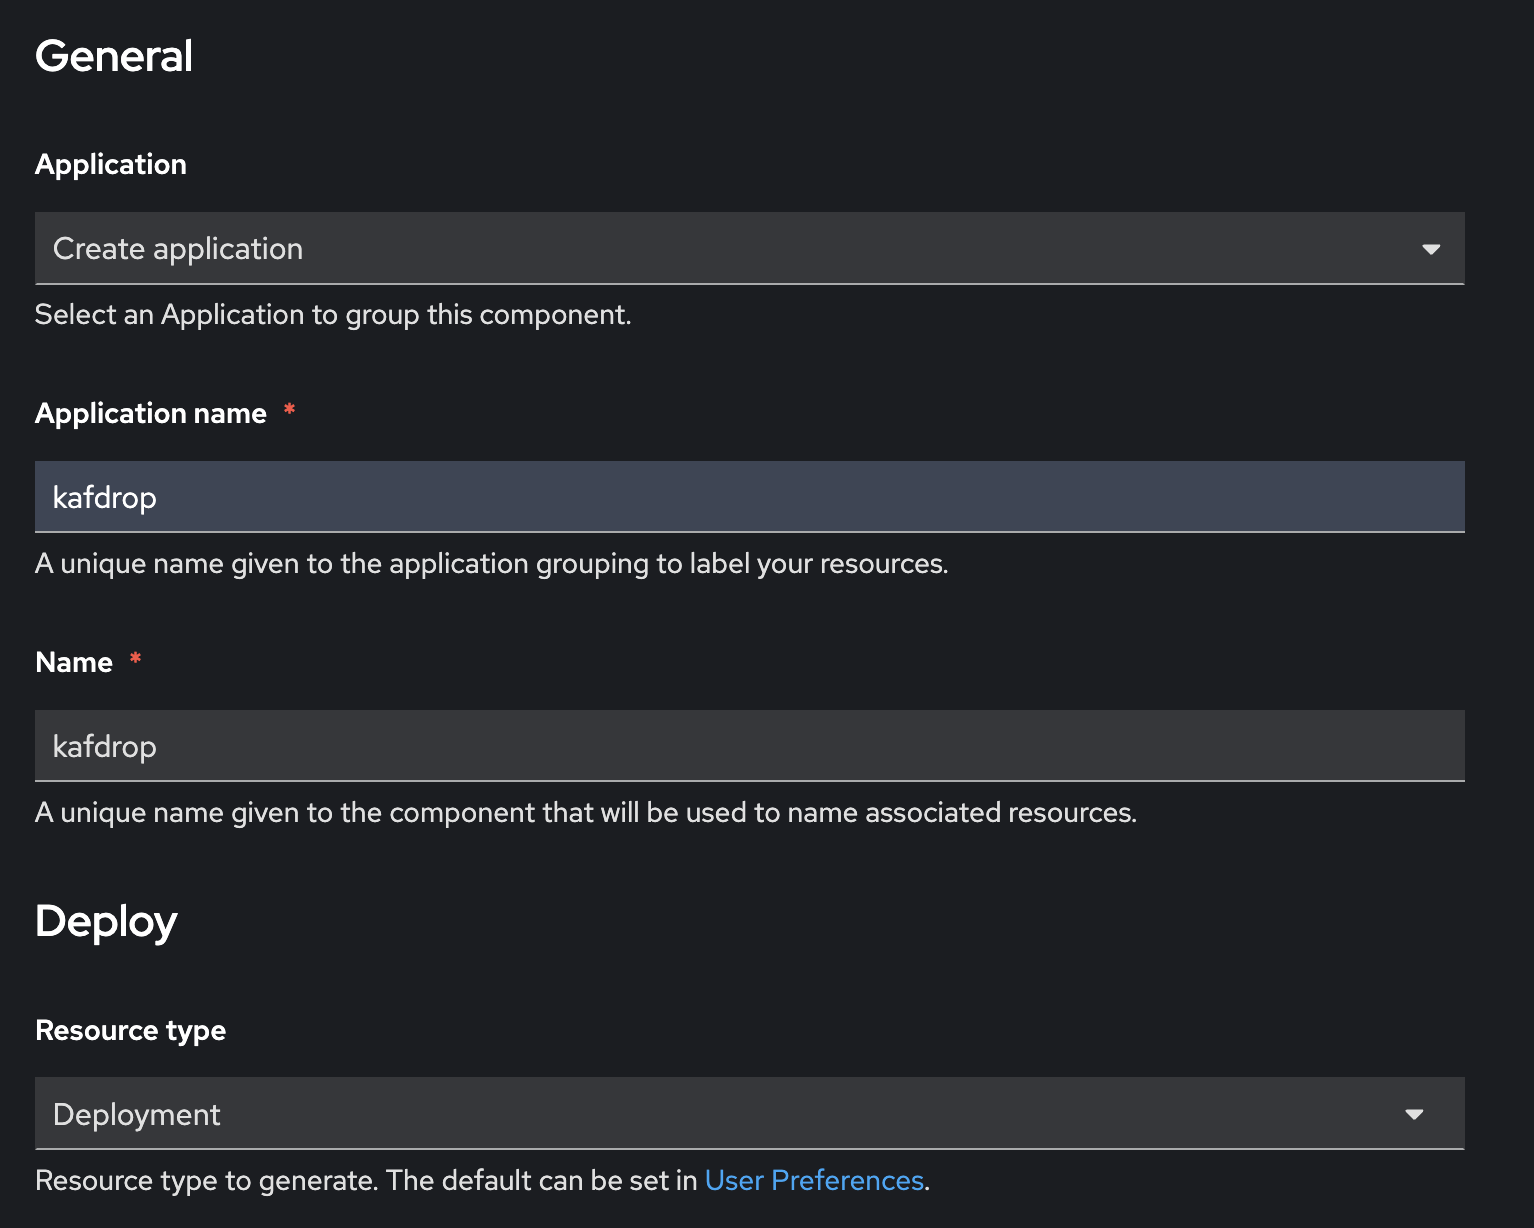 General
Application
Create application
Select an Application to group this component.
Application name *
kafdrop
A unique name given to the application grouping to label your resources.
Name *
kafdrop
A unique name given to the component that will be used to name associated resources.
Deploy
Resource type
Deployment
Resource type to generate. The default can be set in User Preferences.